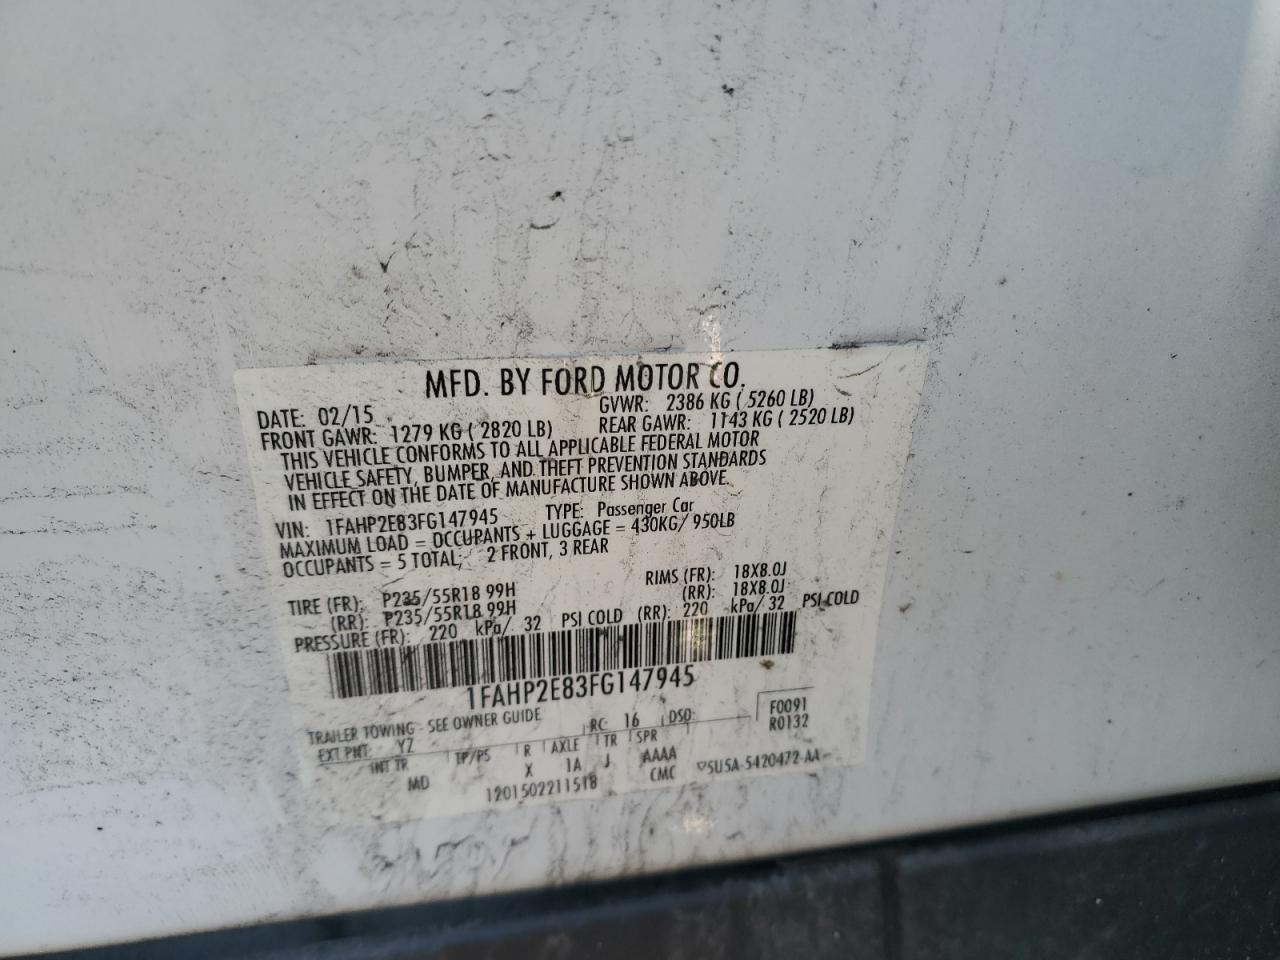 MFD. BY FORD MOTOR CO.
DATE: 02/15 GVWR: 2386 KG ( 5260 LB)
FRONT GAWR: 1279 KG ( 2820 LB) REAR GAWR: 1143 KG ( 2520 LB)
THIS VEHICLE CONFORMS TO ALL APPLICABLE FEDERAL MOTOR
VEHICLE SAFETY, BUMPER, AND THEFT PREVENTION STANDARDS
IN EFFECT ON THE DATE OF MANUFACTURE SHOWN ABOVE.
VIN: 1FAHP2E83FG147945 TYPE: Passenger Car
MAXIMUM LOAD = OCCUPANTS + LUGGAGE = 430KG/ 950LB
OCCUPANTS = 5 TOTAL; 2 FRONT, 3 REAR
TIRE (FR): P235/55R18 99H RIMS (FR): 18X8.0J
(RR): P235/55R18 99H (RR): 18X8.0J
PRESSURE (FR): 220 kPa/ 32 PSI COLD (RR): 220 kPa/ 32 PSI COLD
1FAHP2E83FG147945
TRAILER TOWING - SEE OWNER GUIDE RC: 16 DSO: F0091
R0132
EXT PNT: YZ
INT TR TP/PS R AXLE TR SPR
MD X 1A J AAAA
1201502211518 CMC 5U5A-5420472-AA